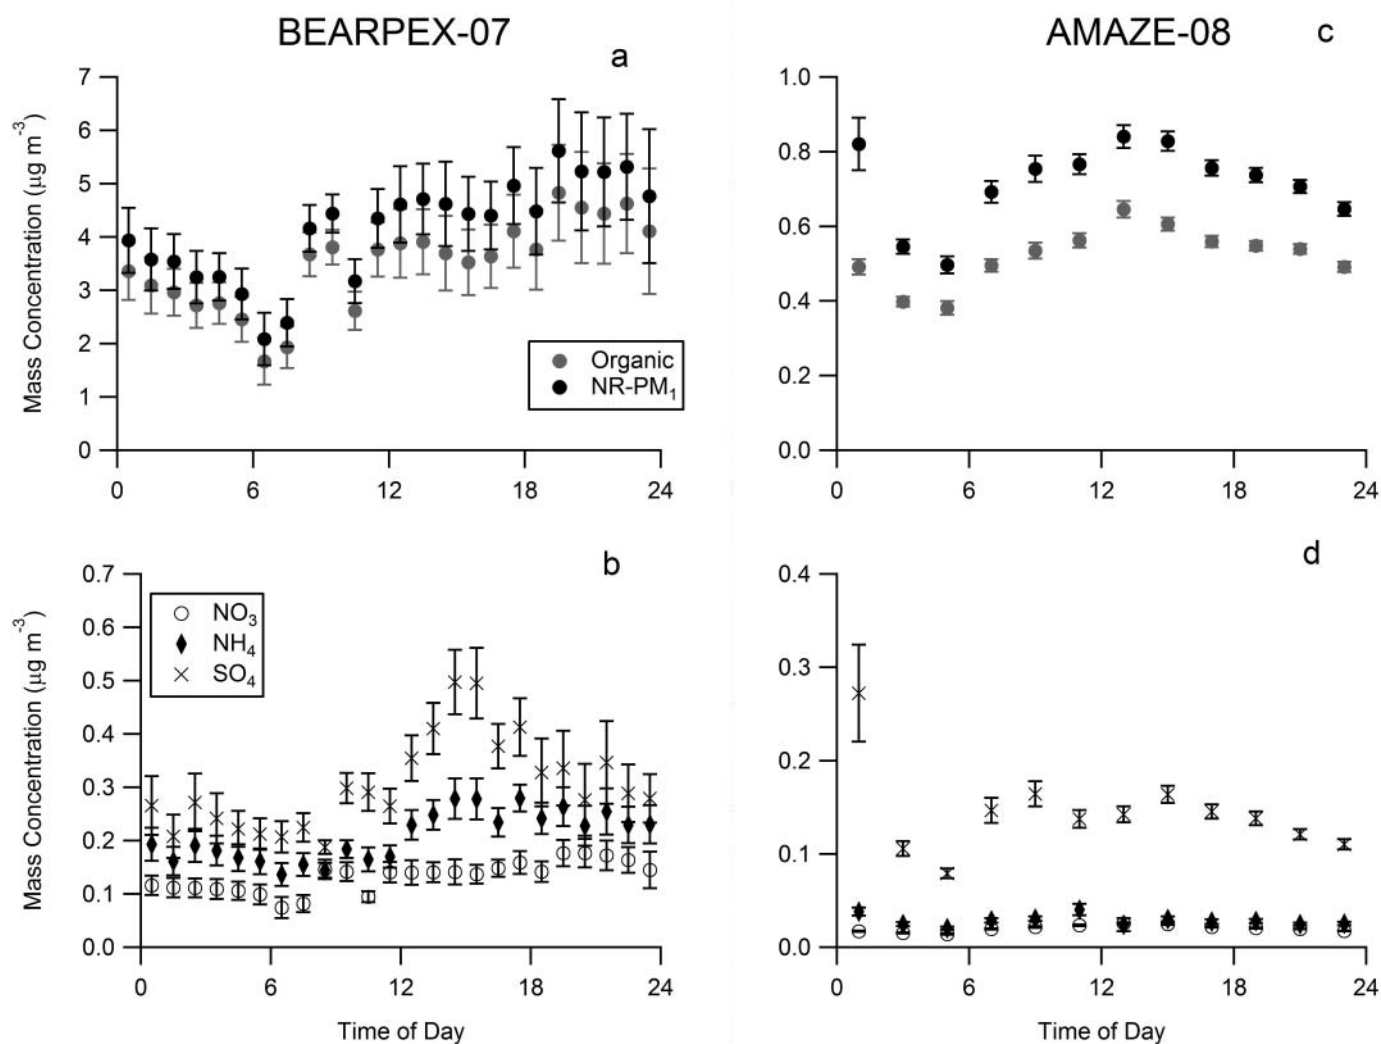 BEARPEX-07
AMAZE-08
a
c
7
6
5
4
3
2
1
0
Mass Concentration (μg m⁻³)
Organic
NR-PM₁
0 6 12 18 24
1.0
0.8
0.6
0.4
0.2
0.0
0 6 12 18 24
b
d
0.7
0.6
0.5
0.4
0.3
0.2
0.1
0.0
Mass Concentration (μg m⁻³)
NO₃
NH₄
SO₄
0 6 12 18 24
Time of Day
0.4
0.3
0.2
0.1
0.0
0 6 12 18 24
Time of Day